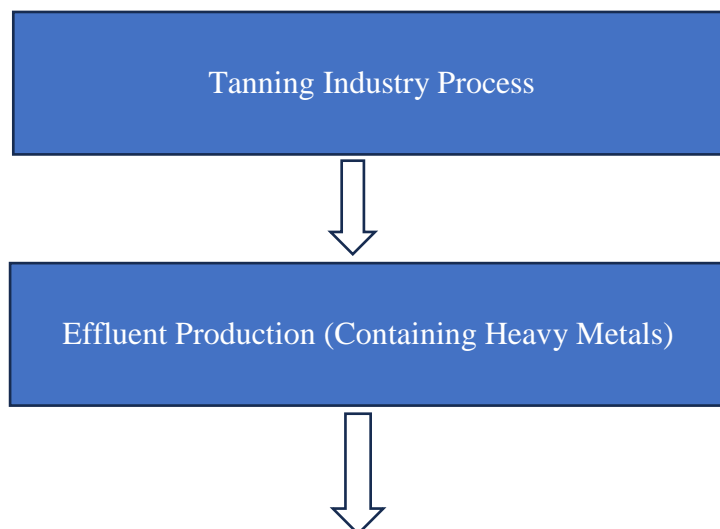 Tanning Industry Process
Effluent Production (Containing Heavy Metals)